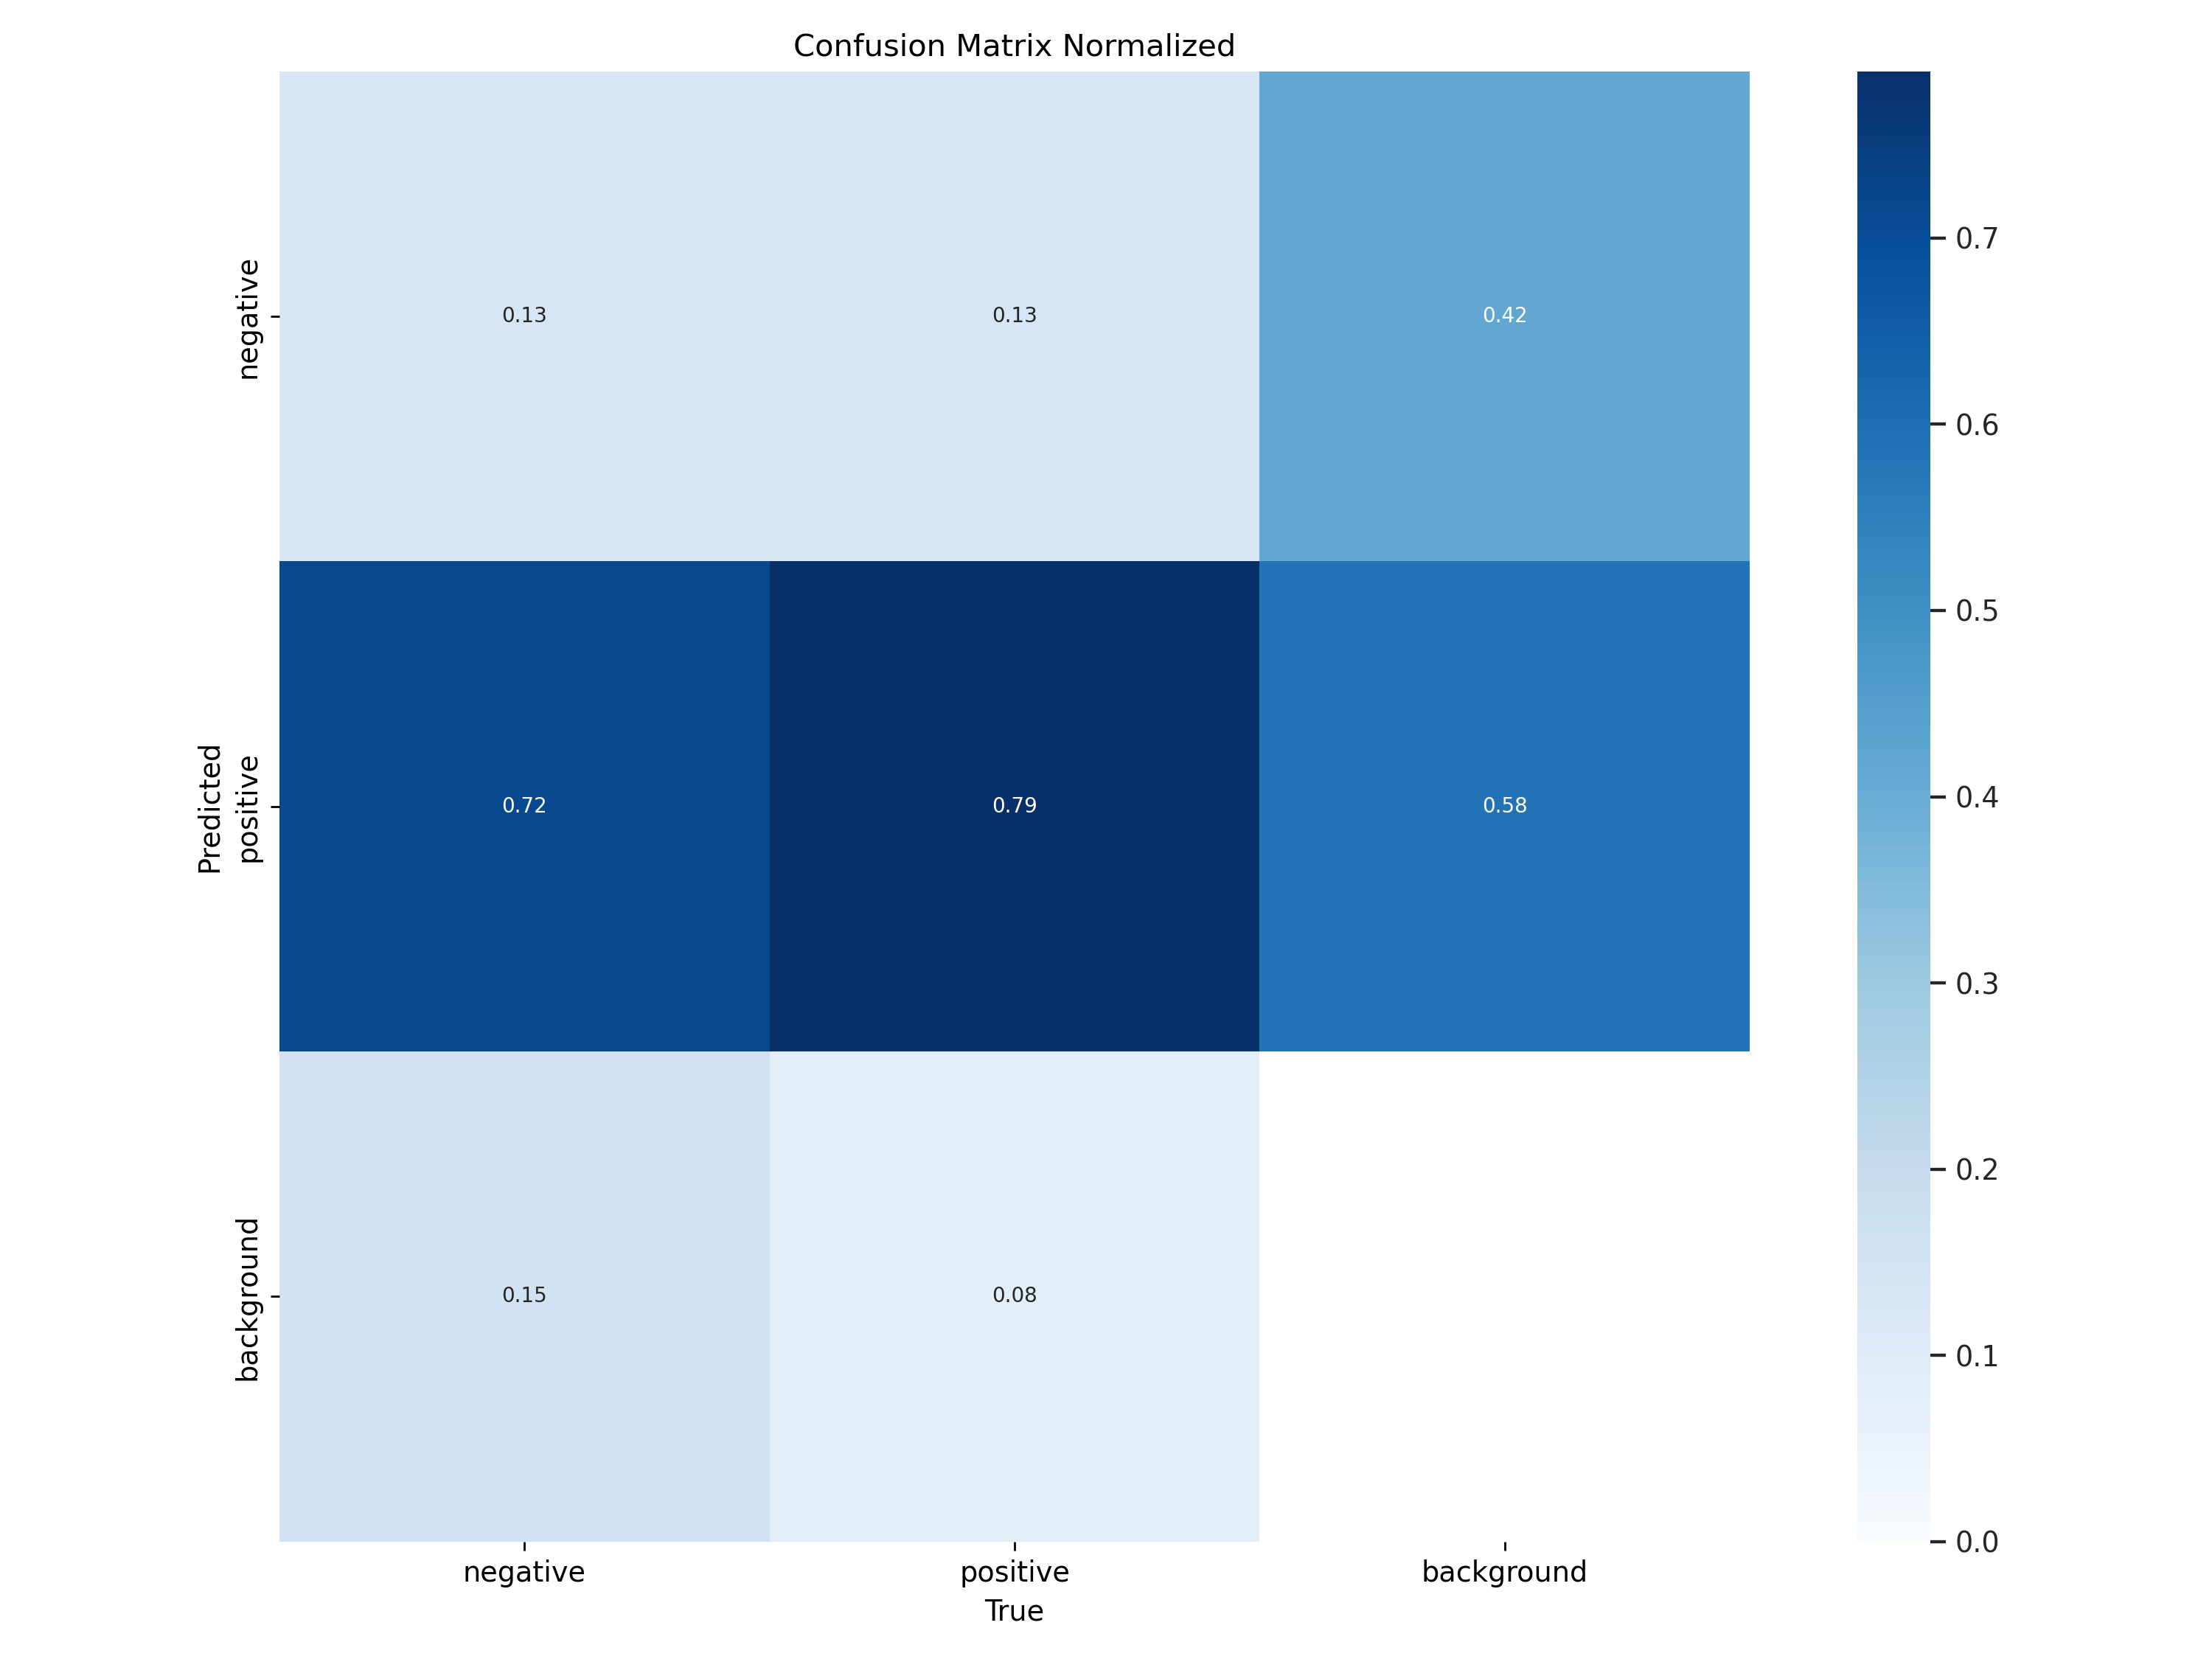 Confusion Matrix Normalized
negative
0.13
0.13
0.42
0.7
0.6
0.5
Predicted
positive
0.72
0.79
0.58
0.4
0.3
background
0.15
0.08
0.2
0.1
0.0
negative
positive
background
True